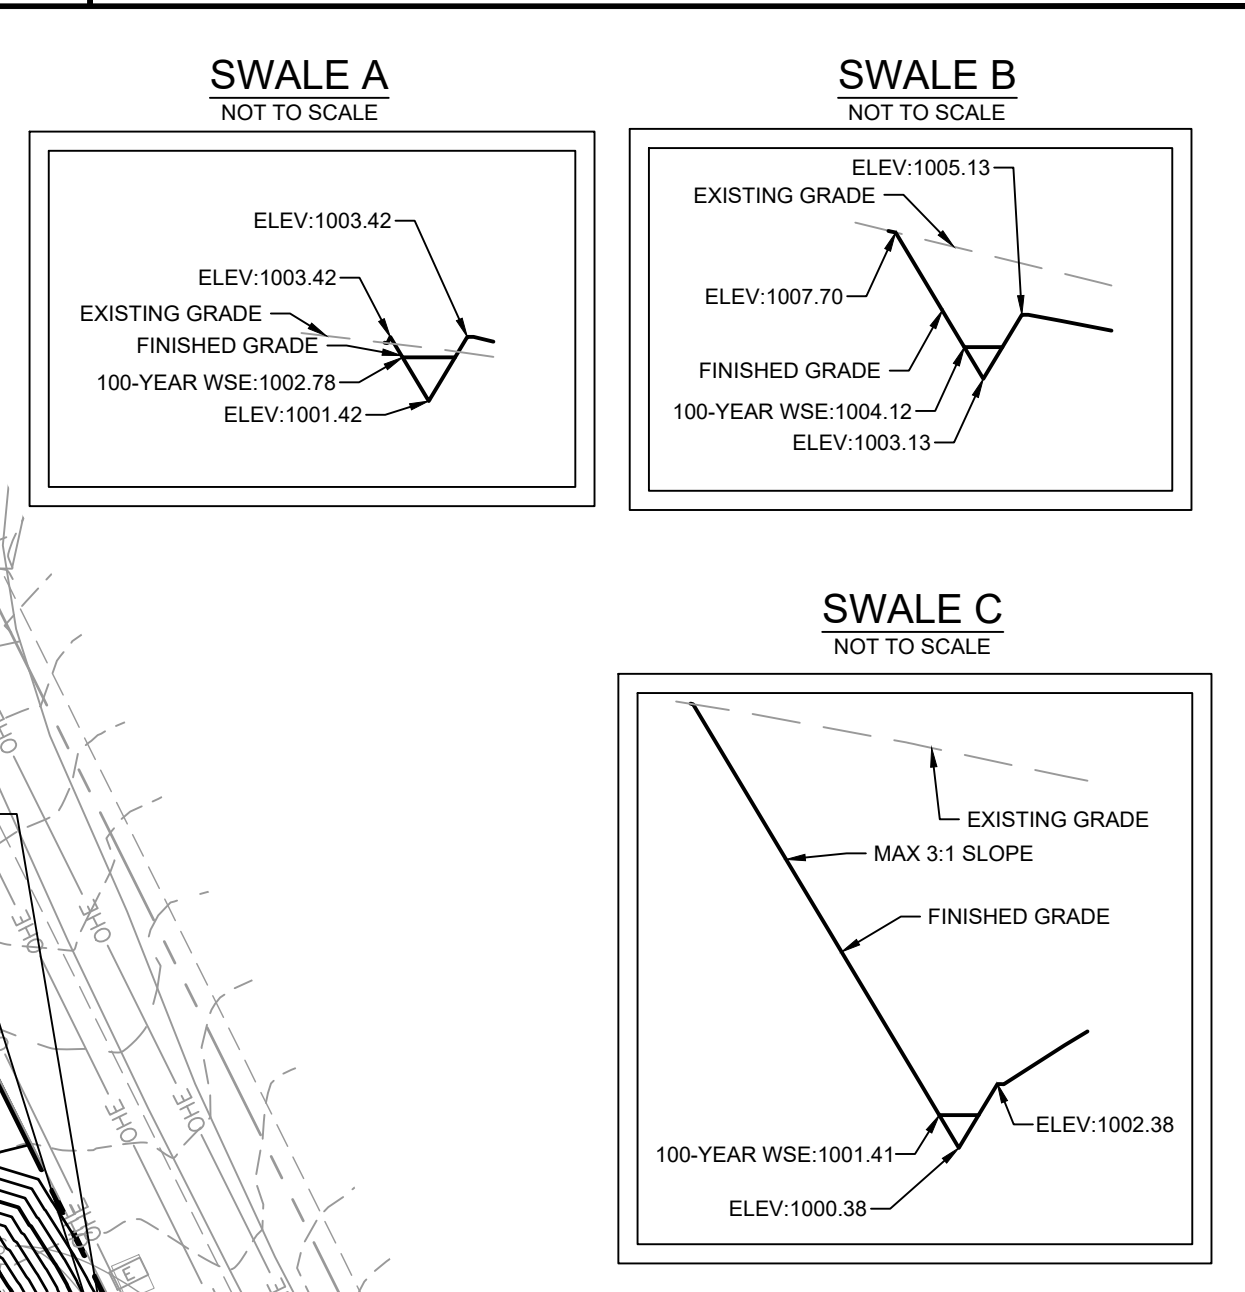 SWALE A
NOT TO SCALE
ELEV:1003.42
ELEV:1003.42
EXISTING GRADE
FINISHED GRADE
100-YEAR WSE:1002.78
ELEV:1001.42
SWALE B
NOT TO SCALE
ELEV:1005.13
EXISTING GRADE
ELEV:1007.70
FINISHED GRADE
100-YEAR WSE:1004.12
ELEV:1003.13
SWALE C
NOT TO SCALE
EXISTING GRADE
MAX 3:1 SLOPE
FINISHED GRADE
ELEV:1002.38
100-YEAR WSE:1001.41
ELEV:1000.38
OHE
OHE
OHE
OHE
OHE
E